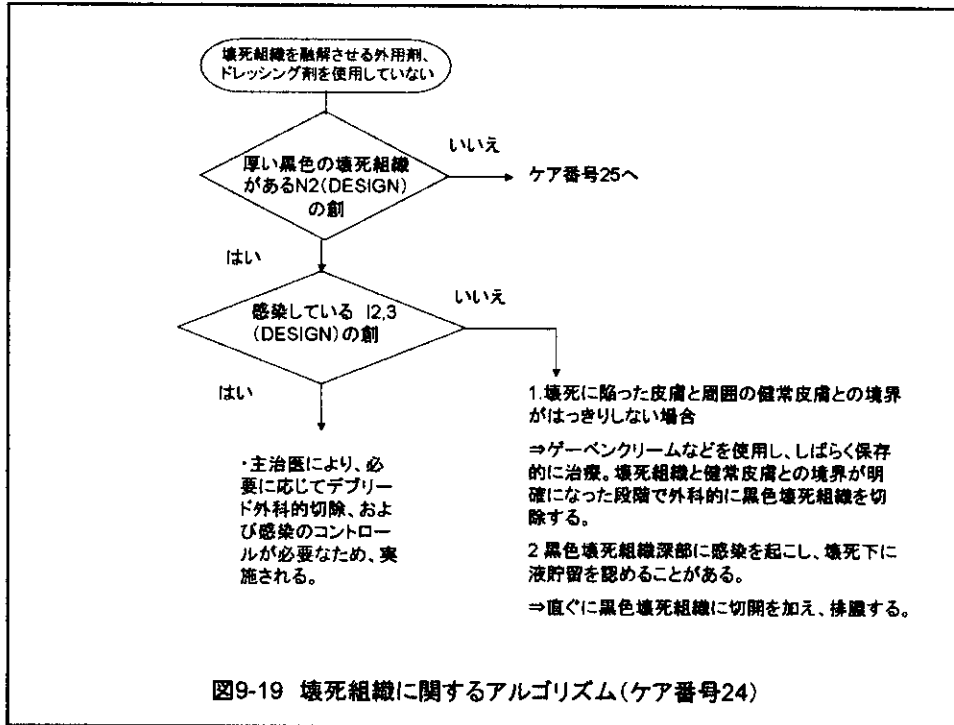 壊死組織を融解させる外用剤、
ドレッシング剤を使用していない
厚い黒色の壊死組織
があるN2(DESIGN)
の創
いいえ
ケア番号25へ
はい
感染している I2,3
(DESIGN)の創
いいえ
はい
・主治医により、必
要に応じてデブリー
ド外科的切除、およ
び感染のコントロー
ルが必要なため、実
施される。
1.壊死に陥った皮膚と周囲の健常皮膚との境界
がはっきりしない場合
⇒ゲーベンクリームなどを使用し、しばらく保存
的に治療。壊死組織と健常皮膚との境界が明
確になった段階で外科的に黒色壊死組織を切
除する。
2 黒色壊死組織深部に感染を起こし、壊死下に
液貯留を認めることがある。
⇒直ぐに黒色壊死組織に切開を加え、排膿する。
図9-19 壊死組織に関するアルゴリズム(ケア番号24)